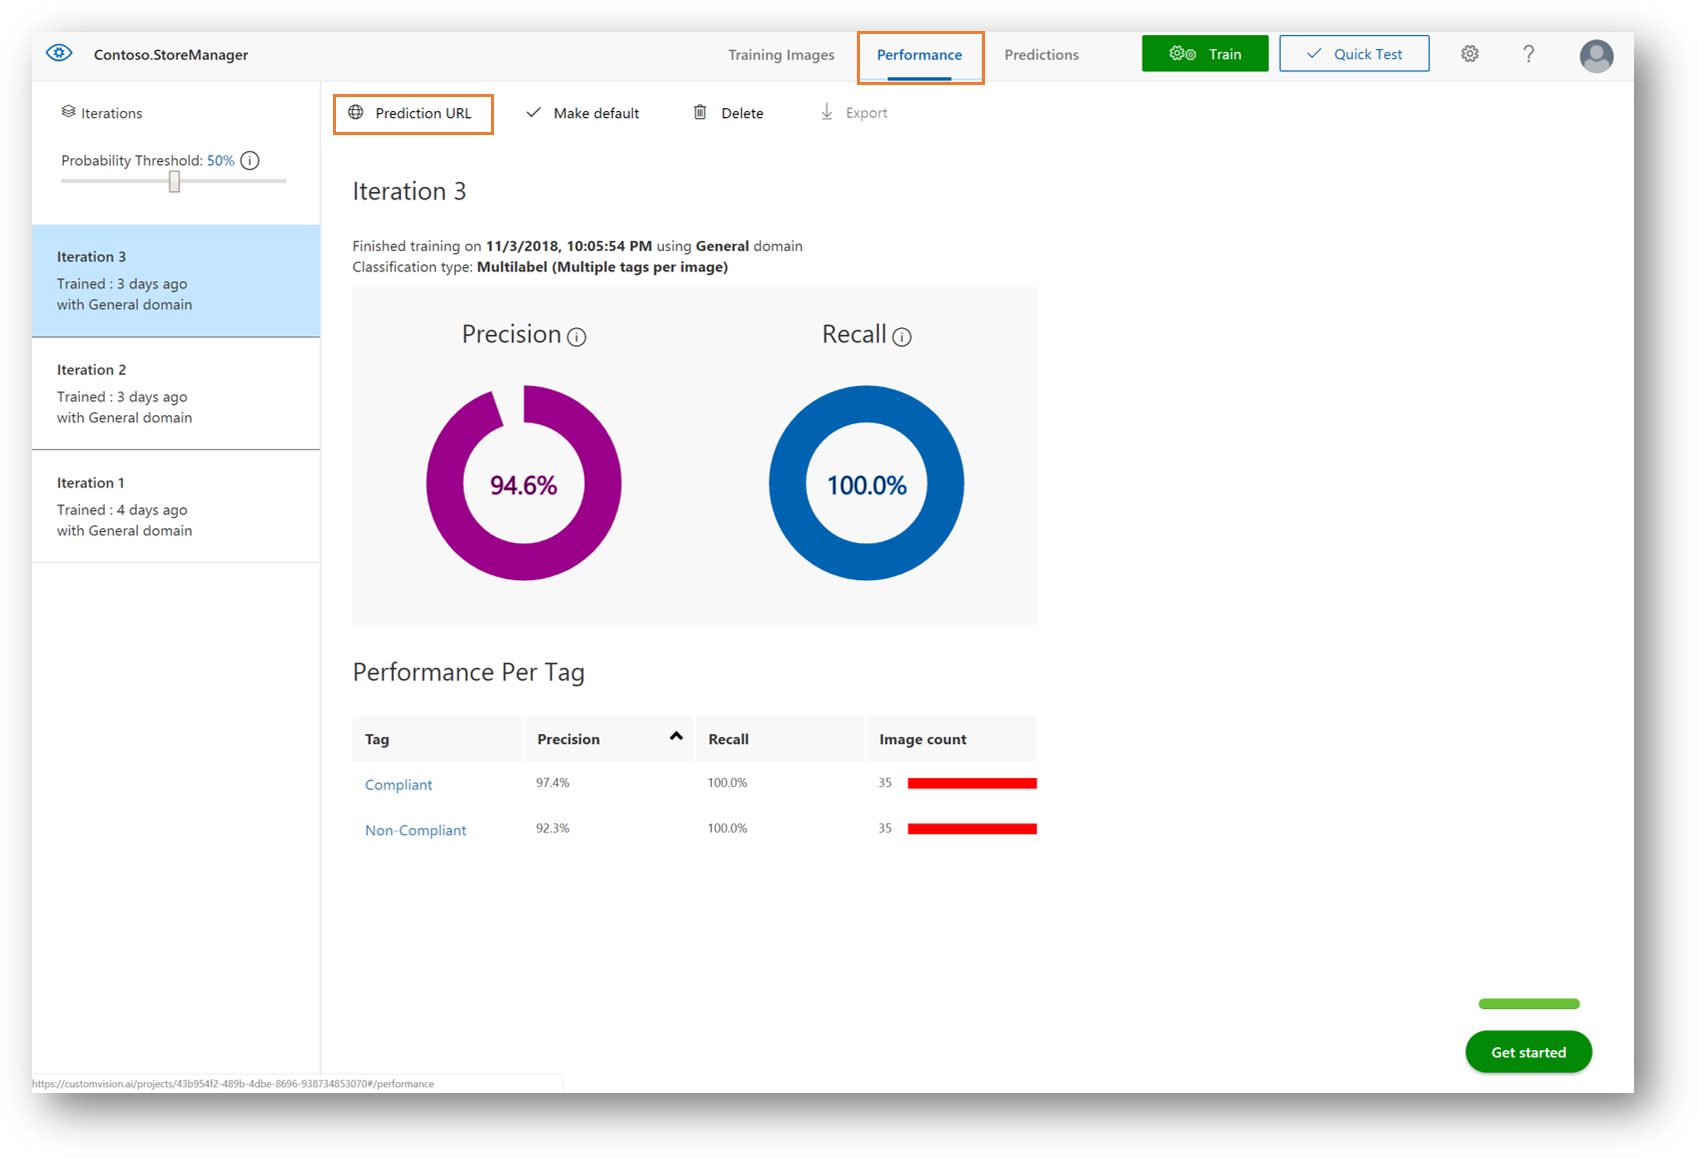 Contoso.StoreManager
Training Images
Performance
Predictions
Train
Quick Test
?
Iterations
Prediction URL
Make default
Delete
Export
Probability Threshold: 50%
Iteration 3
Trained : 3 days ago
with General domain
Iteration 2
Trained : 3 days ago
with General domain
Iteration 1
Trained : 4 days ago
with General domain
Iteration 3
Finished training on 11/3/2018, 10:05:54 PM using General domain
Classification type: Multilabel (Multiple tags per image)
Precision
Recall
94.6%
100.0%
Performance Per Tag
Tag Precision Recall Image count
Compliant 97.4% 100.0% 35
Non-Compliant 92.3% 100.0% 35
Get started
https://customvision.ai/projects/43b954f2-489b-4dbe-8696-938734853070#/performance